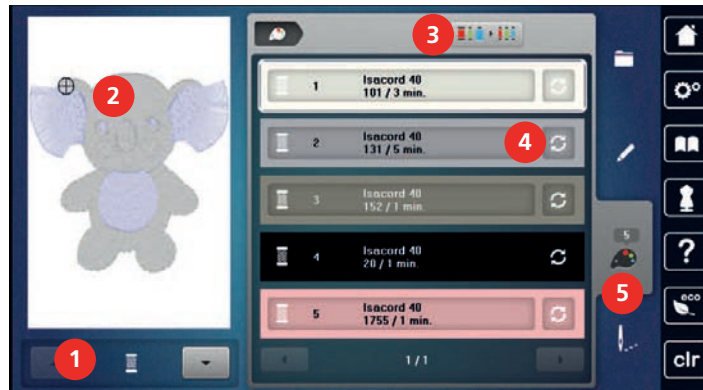 3
1
Isacord 40
101 / 3 min.
2
2
Isacord 40
131 / 5 min.
4
3
Isacord 40
152 / 1 min.
5
4
Isacord 40
20 / 1 min.
?
5
5
Isacord 40
1755 / 1 min.
eco
1
1/1
clr